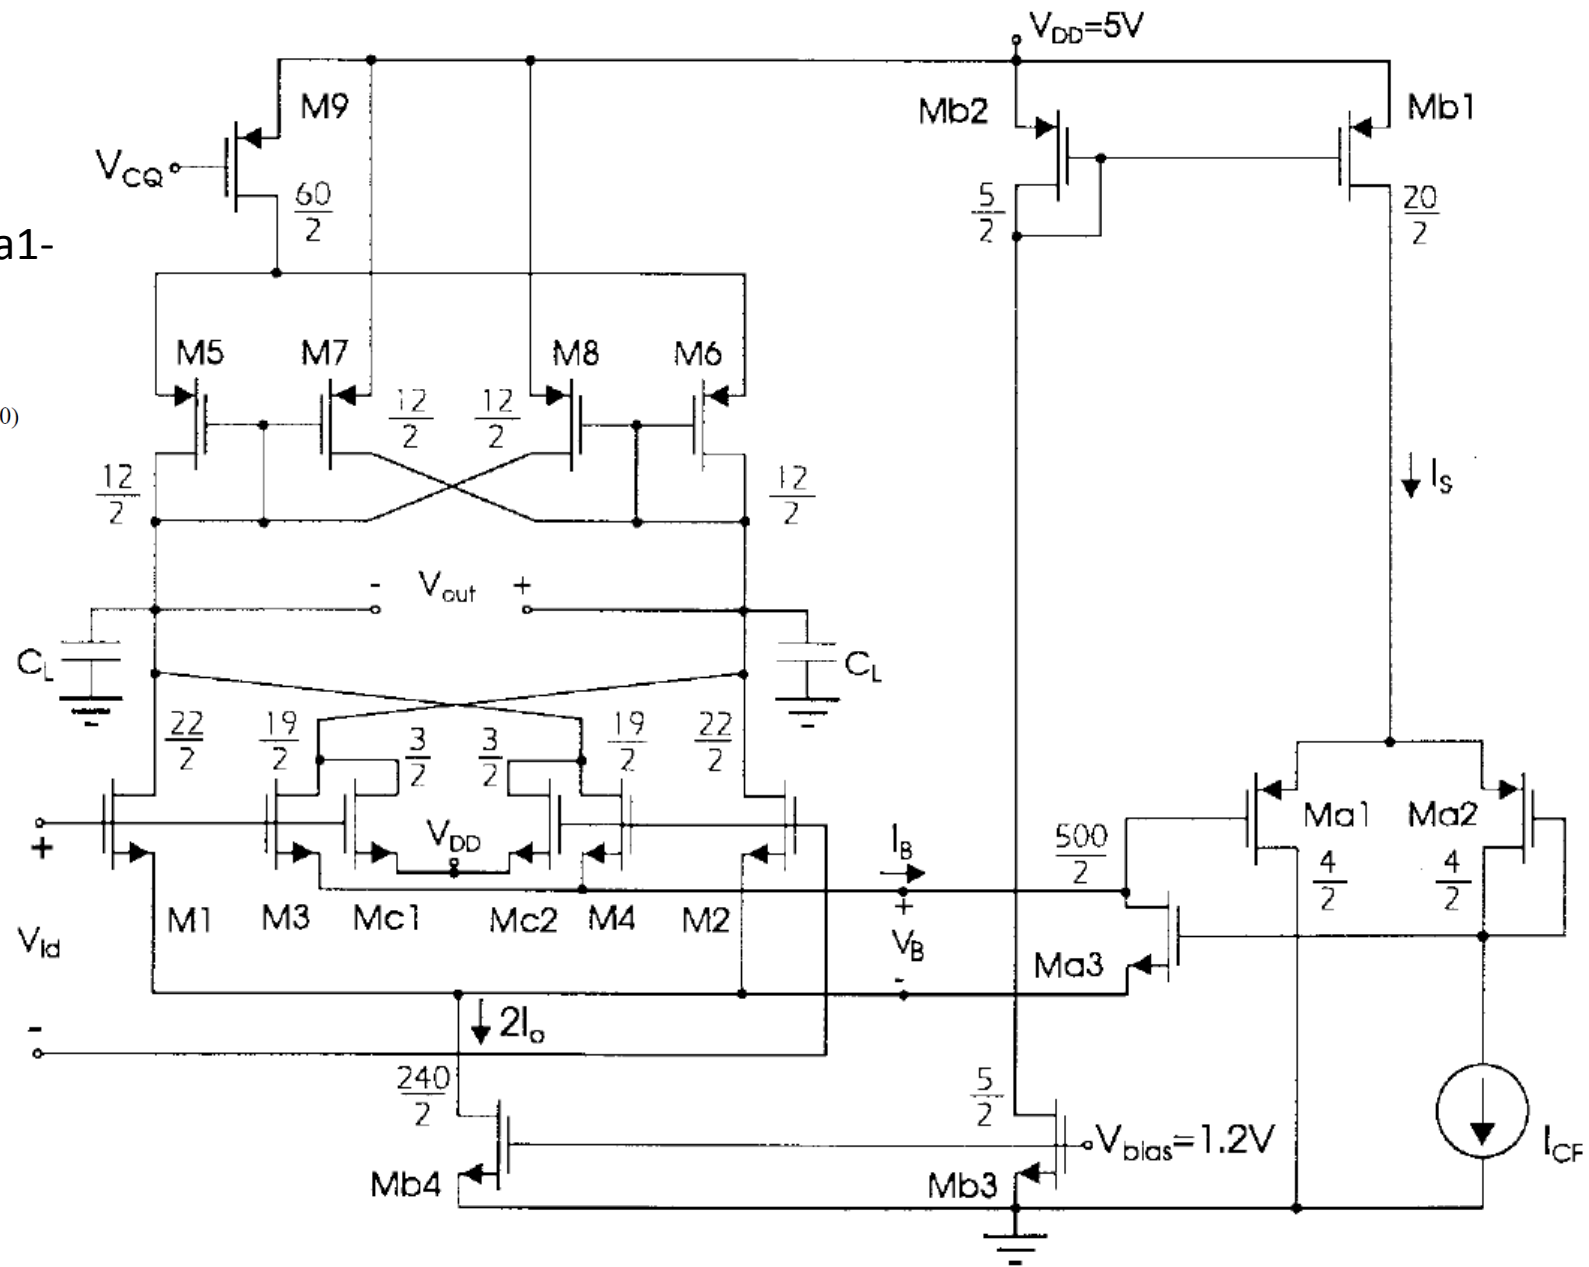 V_DD=5V
M9
Mb2
Mb1
V_CQ
60/2
5/2
20/2
a1-
M5
M7
M8
M6
12/2
12/2
0)
12/2
12/2
I_S
- V_out +
C_L
C_L
22/2
19/2
3/2
3/2
19/2
22/2
V_DD
I_B
500/2
Ma1
Ma2
4/2
4/2
+
M1
M3
Mc1
Mc2
M4
M2
+
V_B
-
V_Id
Ma3
-
2I_o
240/2
5/2
V_bias=1.2V
I_CF
Mb4
Mb3